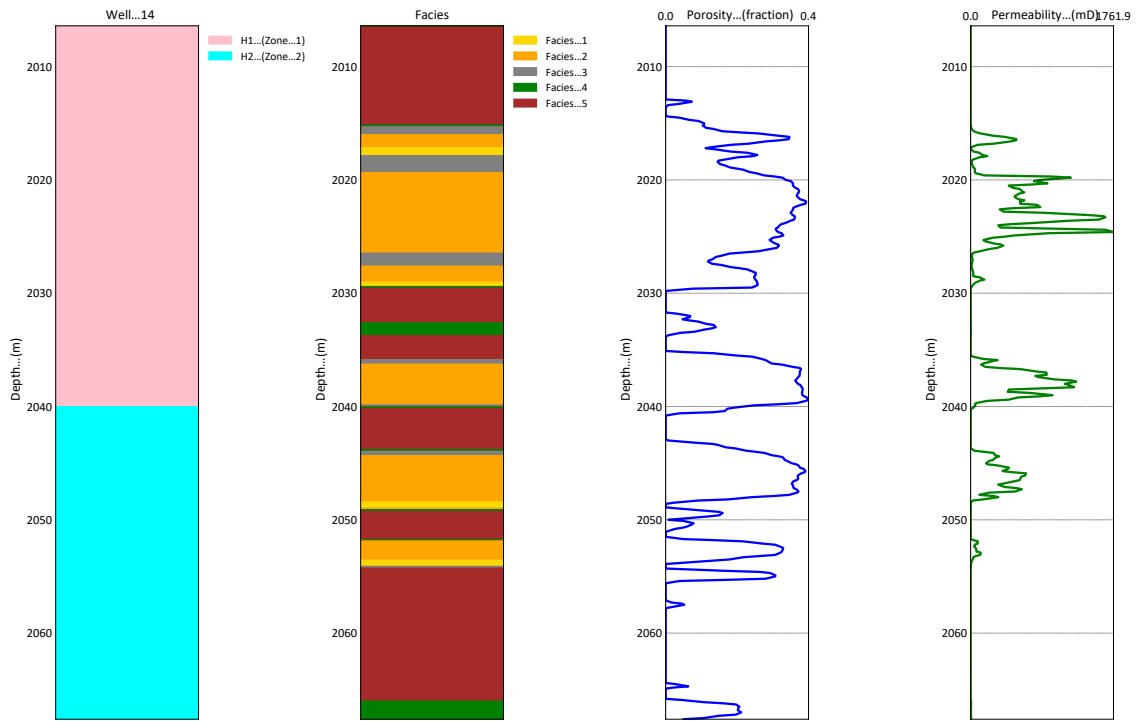 Well...14
H1...(Zone...1)
H2...(Zone...2)
Depth...(m)
2010
2020
2030
2040
2050
2060
Facies
Facies...1
Facies...2
Facies...3
Facies...4
Facies...5
Depth...(m)
2010
2020
2030
2040
2050
2060
0.0 Porosity...(fraction) 0.4
Depth...(m)
2010
2020
2030
2040
2050
2060
0.0 Permeability...(mD) 1761.9
Depth...(m)
2010
2020
2030
2040
2050
2060